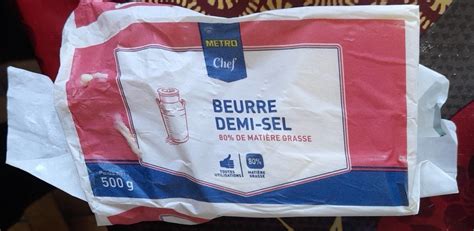 METRO
Chef
BEURRE
DEMI-SEL
80% DE MATIÈRE GRASSE
TOUTES
UTILISATIONS
80%
MATIÈRE
GRASSE
500 g